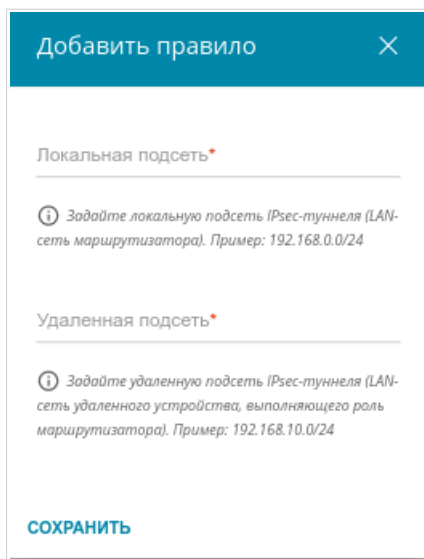 Добавить правило
Локальная подсеть*
Задайте локальную подсеть IPsec-туннеля (LAN-
сеть маршрутизатора). Пример: 192.168.0.0/24
Удаленная подсеть*
Задайте удаленную подсеть IPsec-туннеля (LAN-
сеть удаленного устройства, выполняющего роль
маршрутизатора). Пример: 192.168.10.0/24
СОХРАНИТЬ